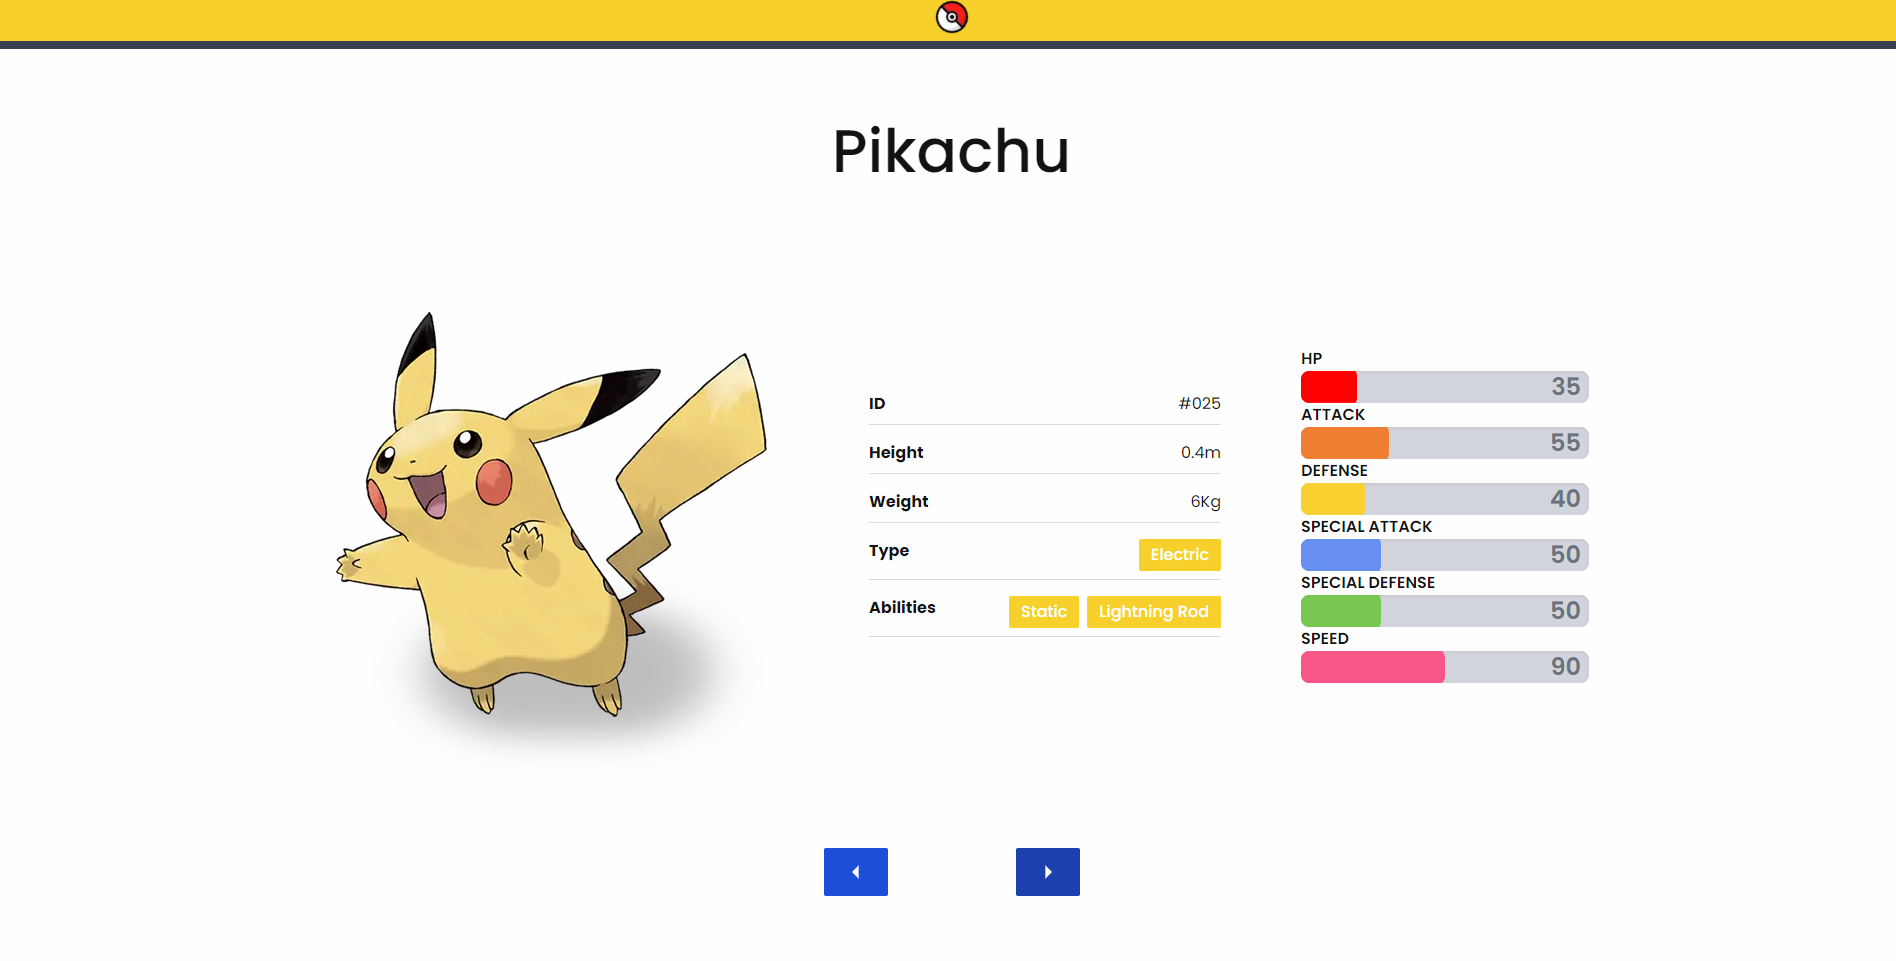 Pikachu
ID #025
Height 0.4m
Weight 6Kg
Type Electric
Abilities Static Lightning Rod
HP
35
ATTACK
55
DEFENSE
40
SPECIAL ATTACK
50
SPECIAL DEFENSE
50
SPEED
90